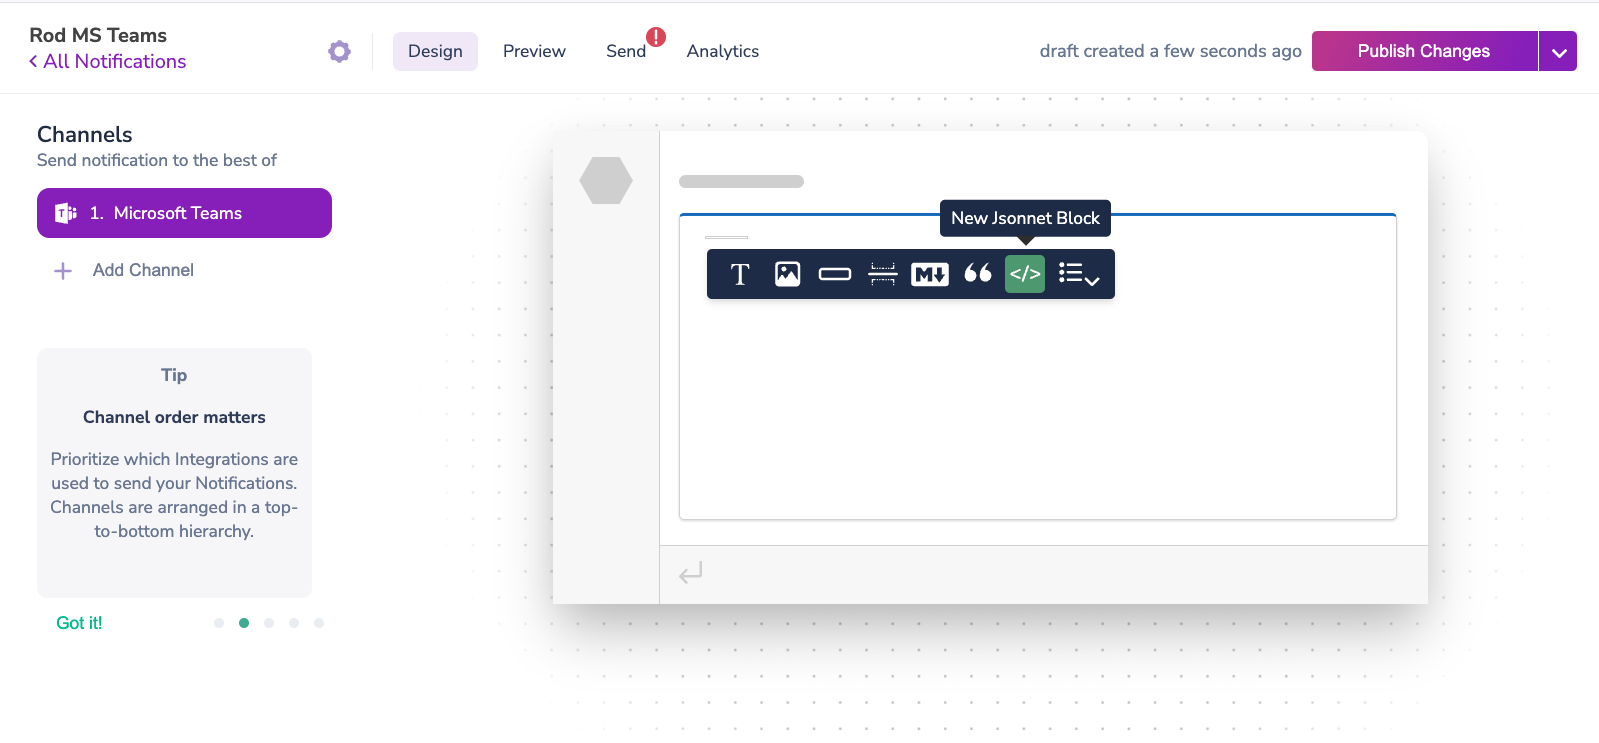 Rod MS Teams
All Notifications
Design
Preview
Send
!
Analytics
draft created a few seconds ago
Publish Changes
Channels
Send notification to the best of
1. Microsoft Teams
Add Channel
Tip
Channel order matters
Prioritize which Integrations are
used to send your Notifications.
Channels are arranged in a top-
to-bottom hierarchy.
Got it!
New Jsonnet Block
T
M
</>